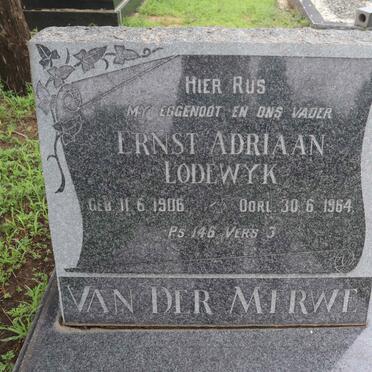 HIER RUS
MY EGGENOOT EN ONS VADER
ERNST ADRIAAN
LODEWYK
GEB. 11. 6. 1906 OORL. 30. 6. 1964
PS 146 VERS 3
VAN DER MERWE